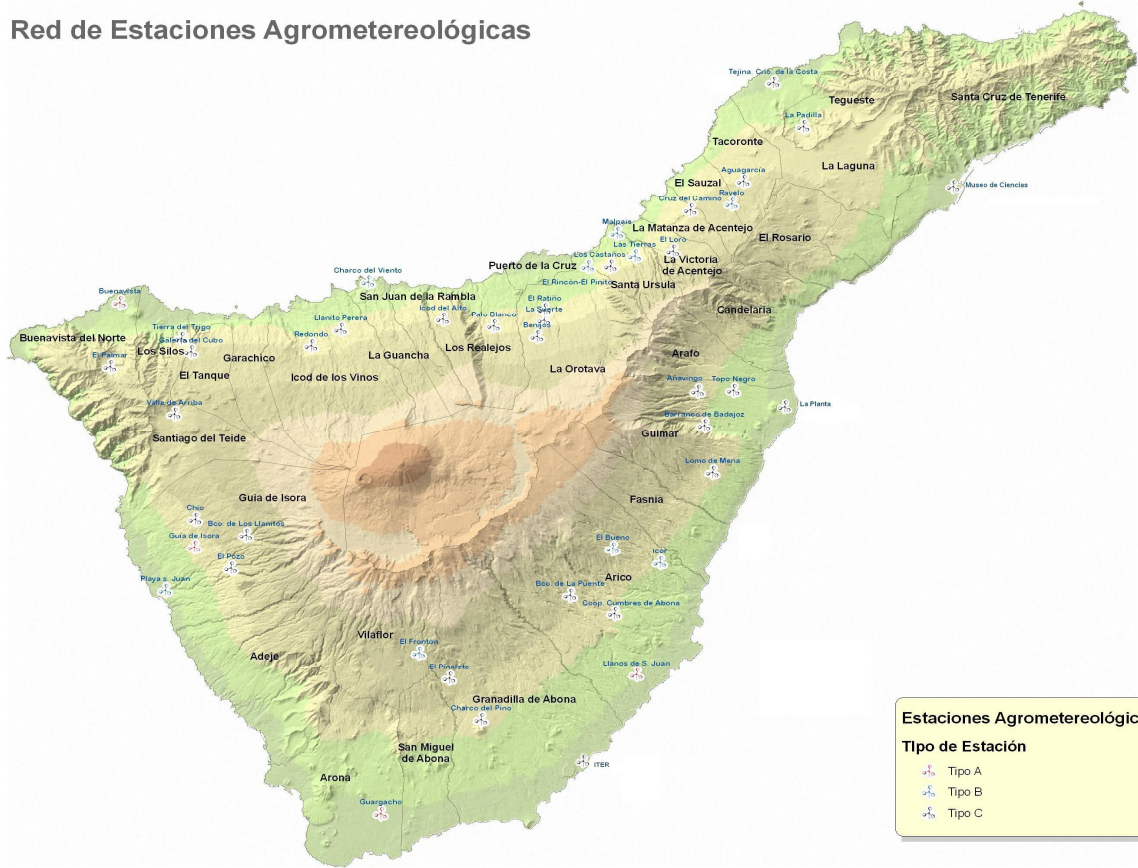 Red de Estaciones Agrometereológicas
Tejina. Crio. de la Costa
Tegueste
Santa Cruz de Tenerife
La Padilla
Tacoronte
La Laguna
Aguagarcía
El Sauzal
Museo de Ciencias
Ravelo
Cruz del Camino
Malpais
La Matanza de Acentejo
El Rosario
El Loro
Las Tierras
Los Castaños
La Victoria
de Acentejo
Puerto de la Cruz
Charco del Viento
El Rincón-El Pinito
Santa Ursula
Buenavista
San Juan de la Rambla
El Ratiño
Icod del Alto
La Suerte
Candelaria
Llanito Perera
Palo Blanco
Tierra del Trigo
Benijos
Buenavista del Norte
Galería del Cubo
Redondo
El Palmar
Los Silos
Garachico
La Guancha
Los Realejos
Arafo
La Orotava
El Tanque
Icod de los Vinos
Añavingo
Topo Negro
Valle de Arriba
La Planta
Barranco de Badajoz
Santiago del Teide
Guimar
Lomo de Mena
Guia de Isora
Fasnia
Chio
Bco. de Los Llanitos
Guía de Isora
El Bueno
El Pozo
Icor
Playa s. Juan
Arico
Bco. de La Puente
Coop. Cumbres de Abona
Vilaflor
El Frontón
Adeje
Llanos de S. Juan
Granadilla de Abona
Charco del Pino
San Miguel
de Abona
ITER
Arona
Guargacho
Estaciones Agrometereológic
Tipo de Estación
Tipo A
Tipo B
Tipo C